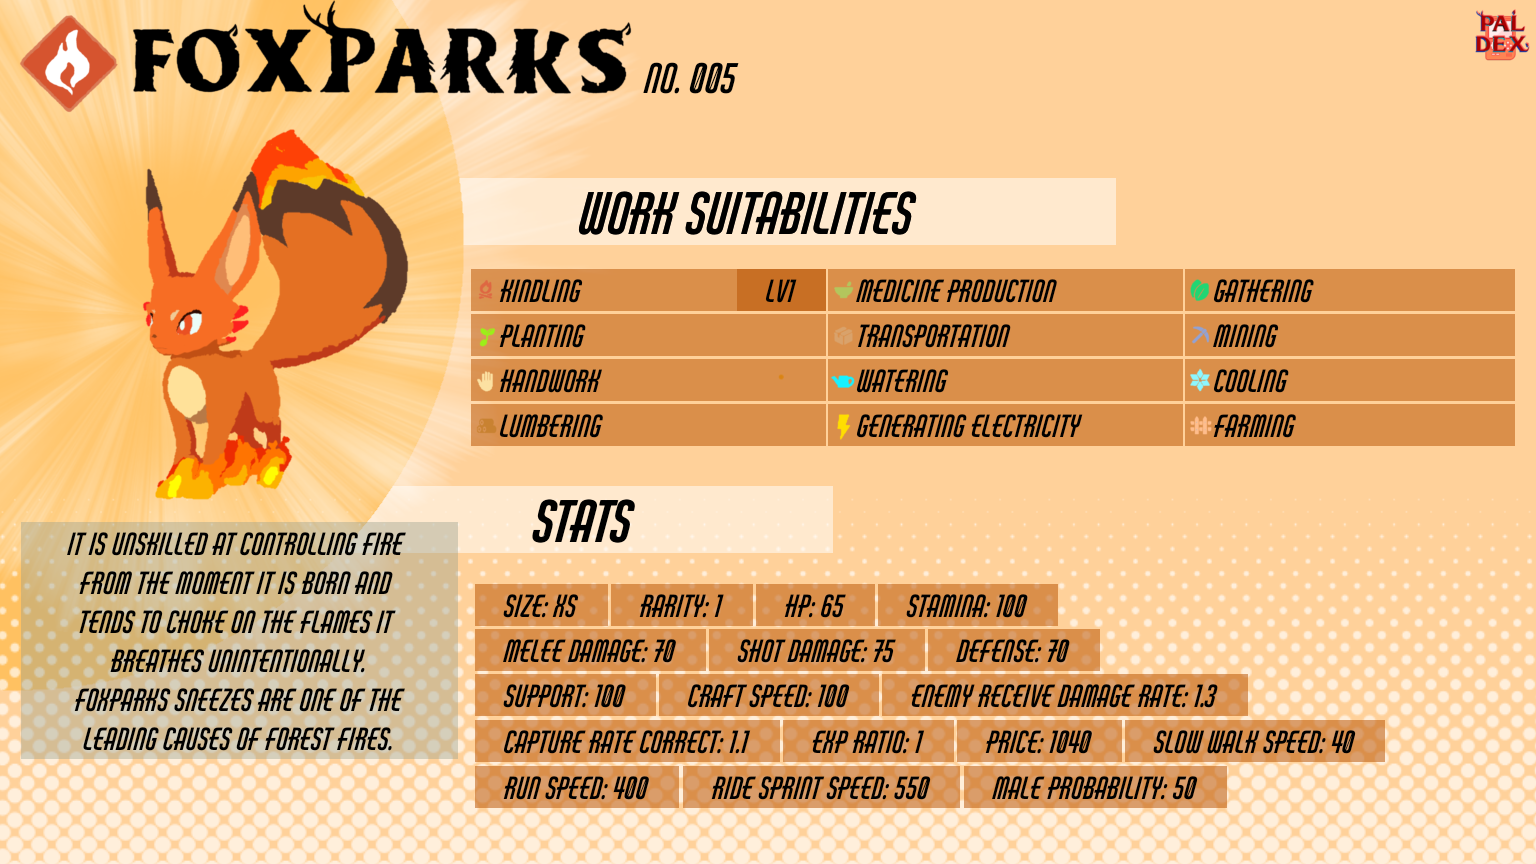 FOXPARKS NO. 005
PAL
DEX
WORK SUITABILITIES
KINDLING LV1 MEDICINE PRODUCTION GATHERING
PLANTING TRANSPORTATION MINING
HANDWORK WATERING COOLING
LUMBERING GENERATING ELECTRICITY FARMING
STATS
IT IS UNSKILLED AT CONTROLLING FIRE
FROM THE MOMENT IT IS BORN AND
TENDS TO CHOKE ON THE FLAMES IT
BREATHES UNINTENTIONALLY.
FOXPARKS SNEEZES ARE ONE OF THE
LEADING CAUSES OF FOREST FIRES.
SIZE: XS RARITY: 1 HP: 65 STAMINA: 100
MELEE DAMAGE: 70 SHOT DAMAGE: 75 DEFENSE: 70
SUPPORT: 100 CRAFT SPEED: 100 ENEMY RECEIVE DAMAGE RATE: 1.3
CAPTURE RATE CORRECT: 1.1 EXP RATIO: 1 PRICE: 1040 SLOW WALK SPEED: 40
RUN SPEED: 400 RIDE SPRINT SPEED: 550 MALE PROBABILITY: 50